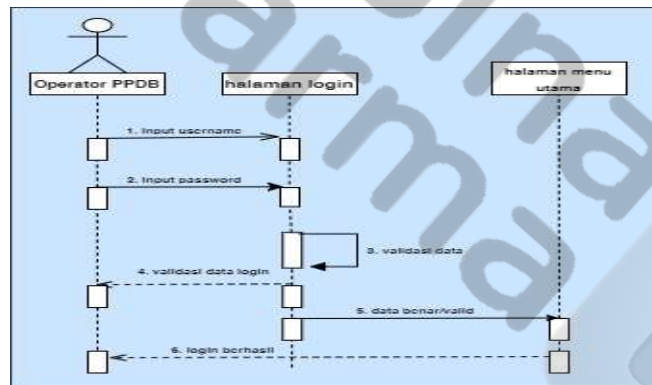 Operator PPDB
halaman login
halaman menu
utama
1. Input username
2. Input password
3. validasi data
4. validasi data login
5. data benar/valid
6. login berhasil